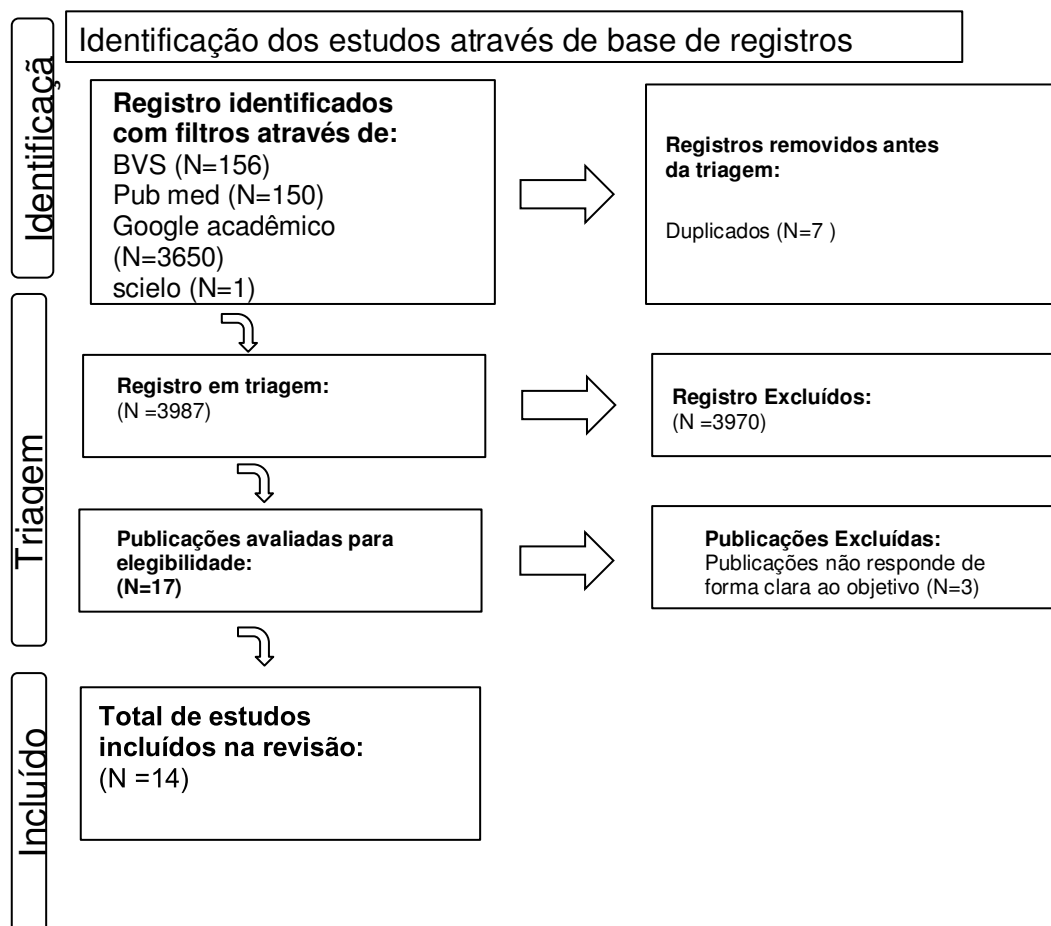 Identificação dos estudos através de base de registros
Identificaçã
Registro identificados
com filtros através de:
BVS (N=156)
Pub med (N=150)
Google acadêmico
(N=3650)
scielo (N=1)
Registros removidos antes
da triagem:
Duplicados (N=7 )
Triagem
Registro em triagem:
(N =3987)
Registro Excluídos:
(N =3970)
Publicações avaliadas para
elegibilidade:
(N=17)
Publicações Excluídas:
Publicações não responde de
forma clara ao objetivo (N=3)
Incluído
Total de estudos
incluídos na revisão:
(N =14)